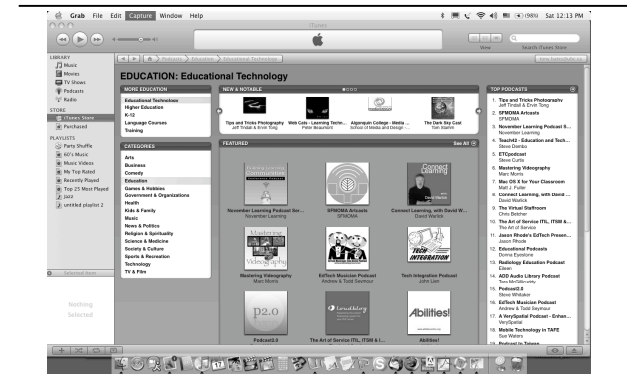 Grab File Edit Capture Window Help
(98%) Sat 12:13 PM
iTunes
View
Search iTunes Store
LIBRARY
Music
Movies
TV Shows
Podcasts
Radio
STORE
iTunes Store
Purchased
PLAYLISTS
Party Shuffle
60's Music
Music Videos
My Top Rated
Recently Played
Top 25 Most Played
jazz
untitled playlist 2
Selected Item
Nothing
Selected
Podcasts
Education
Educational Technology
EDUCATION: Educational Technology
MORE EDUCATION
Educational Technology
Higher Education
K-12
Language Courses
Training
CATEGORIES
Arts
Business
Comedy
Education
Games & Hobbies
Government & Organizations
Health
Kids & Family
Music
News & Politics
Religion & Spirituality
Science & Medicine
Society & Culture
Sports & Recreation
Technology
TV & Film
NEW & NOTABLE
Tips and Tricks Photography
Jeff Tindall & Ervin Tong
Web Cats - Learning Techn...
Peter Beaumont
Algonquin College - Media ...
School of Media and Design -...
The Dark Sky Cast
Tom Stamm
FEATURED
See All
November Learning Podcast Ser...
November Learning
SFMOMA Artcasts
SFMOMA
Connect Learning
Connect Learning, with David W...
David Warlick
Mastering
Videography
Mastering Videography
Marc Morris
EdTech Musician Podcast
Andrew & Todd Seymour
TECH
INTEGRATION
Tech Integration Podcast
John Lien
p2.0
Podcast2.0
The Art of Service ITIL, ITSM & I...
Abilities!
Abilities!
TOP PODCASTS
1. Tips and Tricks Photography
Jeff Tindall & Ervin Tong
2. SFMOMA Artcasts
SFMOMA
3. November Learning Podcast S...
November Learning
4. Teach42 - Education and Tech...
Steve Dembo
5. ETCpodcast
Steve Curtis
6. Mastering Videography
Marc Morris
7. Mac OS X for Your Classroom
Matt J. Fuller
8. Connect Learning, with David ...
David Warlick
9. The Virtual Staffroom
Chris Betcher
10. The Art of Service ITIL, ITSM &...
The Art of Service
11. Jason Rhode's EdTech Presen...
Jason Rhode
12. Educational Podcasts
Donna Eyestone
13. Radiology Education Podcast
Eileen
14. ADD Audio Library Podcast
15. Podcast2.0
Steve Whitaker
16. EdTech Musician Podcast
Andrew & Todd Seymour
17. A VerySpatial Podcast - Enhan...
VerySpatial
18. Mobile Technology in TAFE
Sue Waters